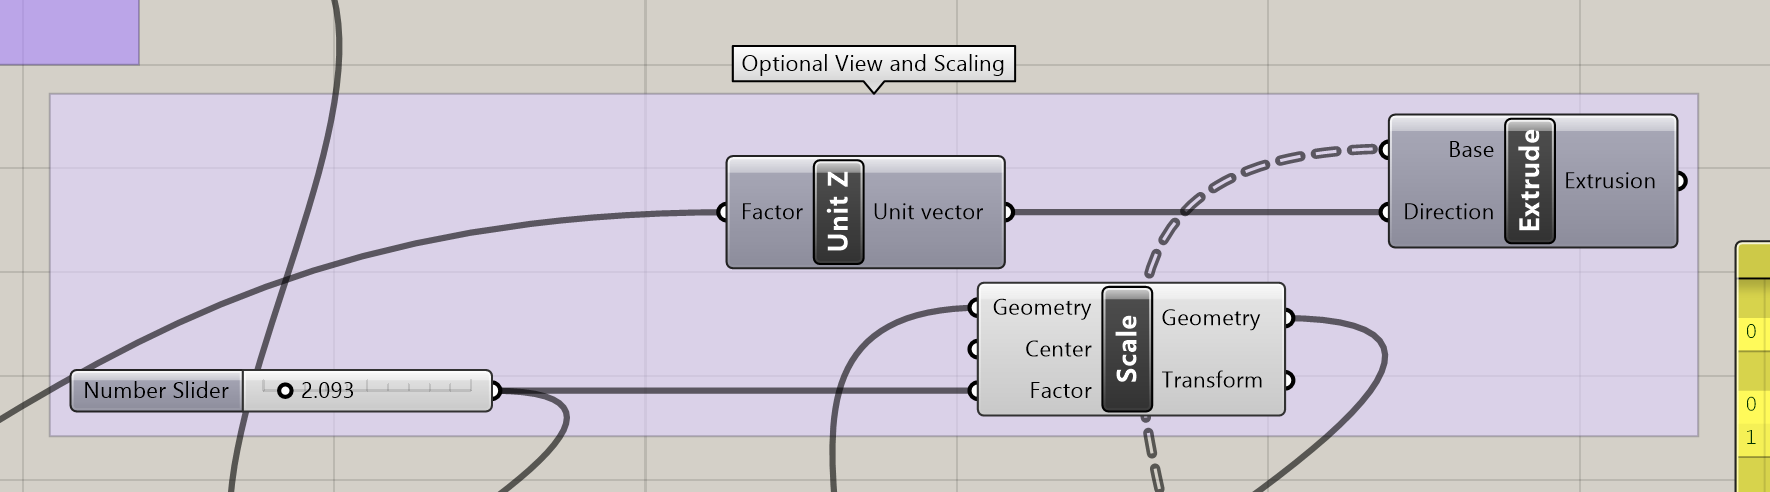 Optional View and Scaling
Base
Extrude
Extrusion
Direction
Factor
Unit Z
Unit vector
Geometry
Center
Factor
Scale
Geometry
Transform
Number Slider
2.093
0
0
1